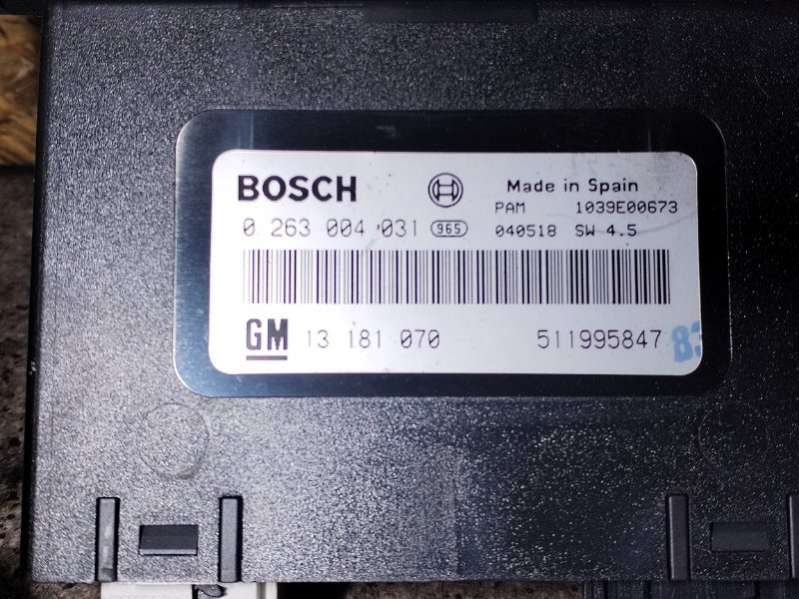 BOSCH Made in Spain
PAM 1039E00673
0 263 004 031 965 040518 SW 4.5
GM 13 181 070 511995847 83